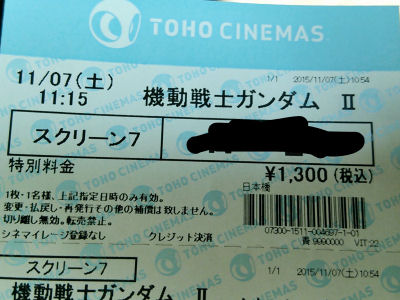 TOHO CINEMAS
1/1 2015/11/07(土)10:54
11/07(土)
11:15
機動戦士ガンダム Ⅱ
スクリーン7
特別料金
¥1,300(税込)
日本橋
1枚・1名様、上記指定日時のみ有効。
変更・払戻し・再発行その他の補償は致しません。
切り離し無効。転売禁止。
シネマイレージ登録なし クレジット決済
07300-1511-004697-1-01
青 9990000 VIT:22
スクリーン7
1/1 2015/11/07(土)10:54
機動戦士ガンダム Ⅱ